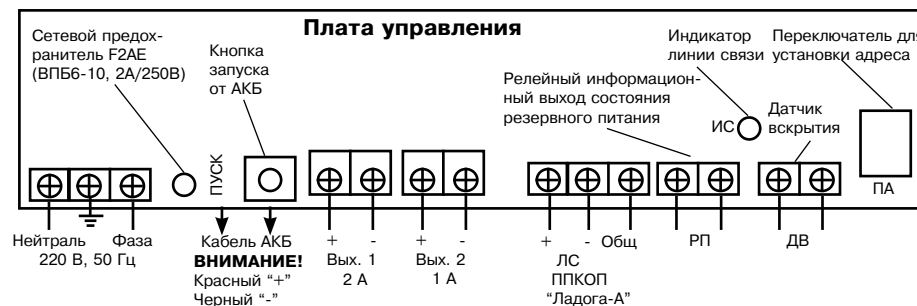 Плата управления
Сетевой предох-
ранитель F2AE
(ВПБ6-10, 2А/250В)
Кнопка
запуска
от АКБ
Релейный информацион-
ный выход состояния
резервного питания
Индикатор
линии связи
Переключатель для
установки адреса
Датчик
вскрытия
ИС
ПУСК
ПА
Нейтраль Фаза
220 В, 50 Гц
Кабель АКБ
ВНИМАНИЕ!
Красный “+”
Черный “-”
+ -
Вых. 1
2 А
+ -
Вых. 2
1 А
+ - Общ
ЛС
ППКОП
“Ладога-А”
РП
ДВ